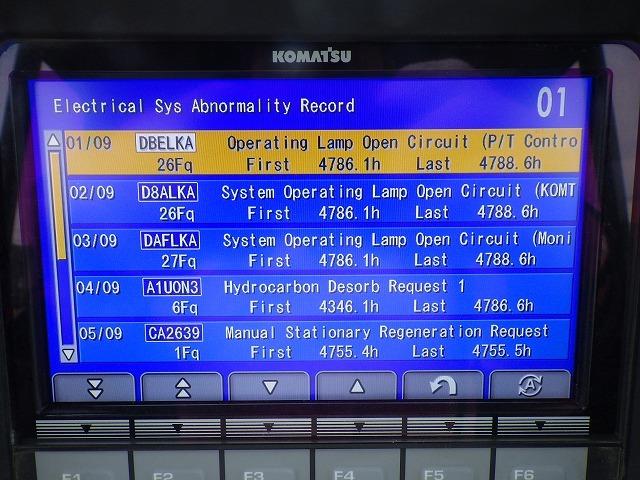 KOMATSU
Electrical Sys Abnormality Record 01
01/09 DBELKA Operating Lamp Open Circuit (P/T Contro
26Fq First 4786.1h Last 4788.6h
02/09 D8ALKA System Operating Lamp Open Circuit (KOMT
26Fq First 4786.1h Last 4788.6h
03/09 DAFLKA System Operating Lamp Open Circuit (Moni
27Fq First 4786.1h Last 4788.6h
04/09 A1U0N3 Hydrocarbon Desorb Request 1
6Fq First 4346.1h Last 4786.6h
05/09 CA2639 Manual Stationary Regeneration Request
1Fq First 4755.4h Last 4755.5h
F1 F2 F3 F4 F5 F6